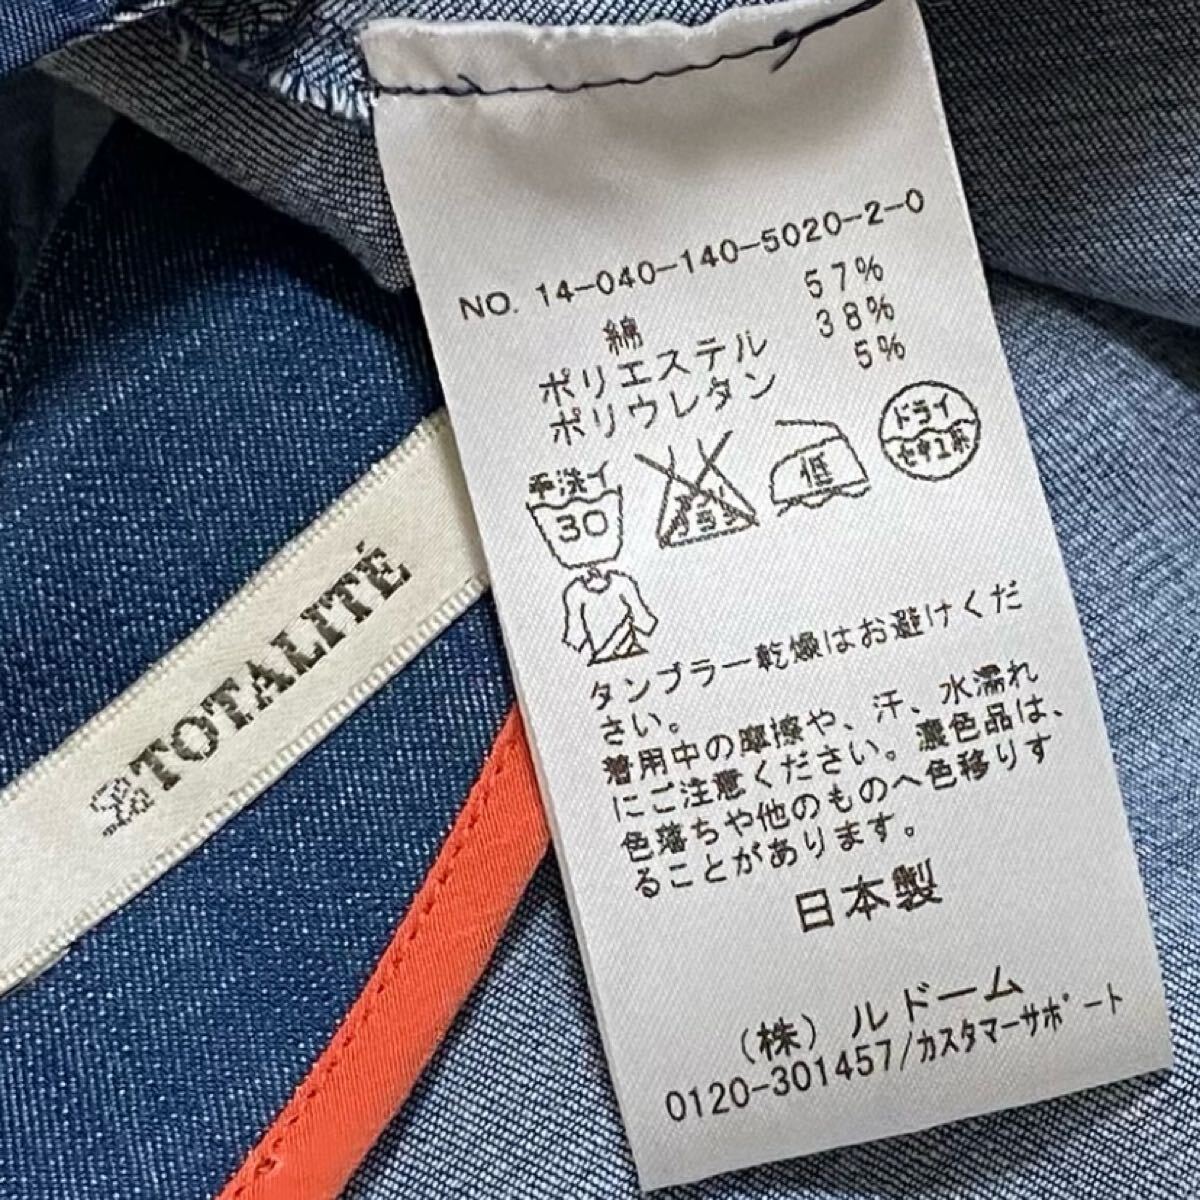 NO. 14-040-140-5020-2-0
綿 57%
ポリエステル 38%
ポリウレタン 5%
手洗イ
30
エンソ
サラシ
低
ドライ
セキユ系
タンブラー乾燥はお避けくだ
さい。
着用中の摩擦や、汗、水濡れ
にご注意ください。濃色品は、
色落ちや他のものへ色移りす
ることがあります。
日本製
(株) ルドーム
0120-301457/カスタマーサポート
TOTALITÉ